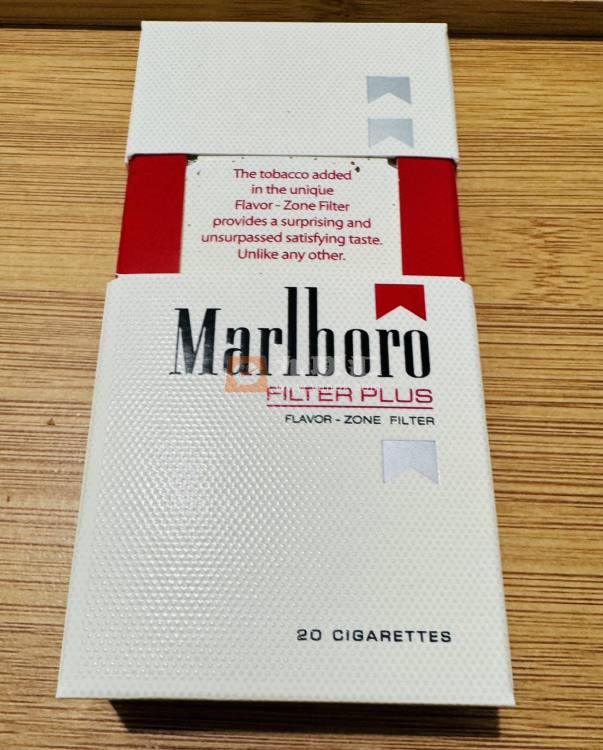 The tobacco added
in the unique
Flavor - Zone Filter
provides a surprising and
unsurpassed satisfying taste.
Unlike any other.
Marlboro
FILTER PLUS
FLAVOR - ZONE FILTER
20 CIGARETTES